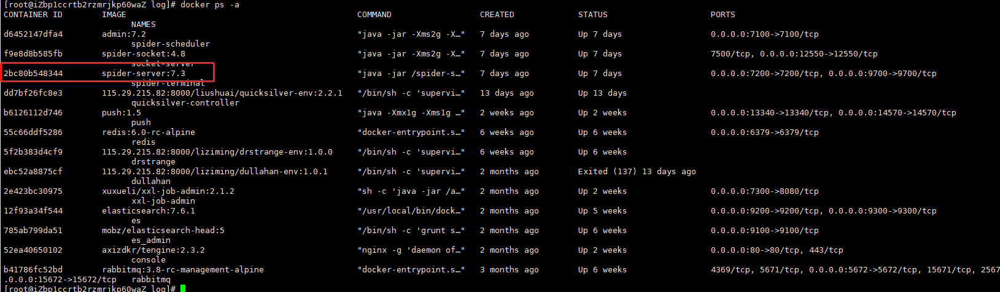 [root@iZbp1ccrtb2rzmrjkp60waZ log]# docker ps -a
CONTAINER ID        IMAGE                                               COMMAND                  CREATED             STATUS                     PORTS
                          NAMES
d6452147dfa4        admin:7.2                                           "java -jar -Xms2g -X…"   7 days ago          Up 7 days                  0.0.0.0:7100->7100/tcp
                          spider-scheduler
f9e8d8b585fb        spider-socket:4.8                                   "java -jar -Xms2g -X…"   7 days ago          Up 7 days                  7500/tcp, 0.0.0.0:12550->12550/tcp
                          socket-server
2bc80b548344        spider-server:7.3                                   "java -jar /spider-s…"   7 days ago          Up 7 days                  0.0.0.0:7200->7200/tcp, 0.0.0.0:9700->9700/tcp
                          spider-terminal
dd7bf26fc8e3        115.29.215.82:8000/liushuai/quicksilver-env:2.2.1   "/bin/sh -c 'supervi…"   13 days ago         Up 13 days
                          quicksilver-controller
b6126112d746        push:1.5                                            "java -Xmx1g -Xms1g …"   2 weeks ago         Up 2 weeks                 0.0.0.0:13340->13340/tcp, 0.0.0.0:14570->14570/tcp
                          push
55c66ddf5286        redis:6.0-rc-alpine                                 "docker-entrypoint.s…"   6 weeks ago         Up 6 weeks                 0.0.0.0:6379->6379/tcp
                          redis
5f2b383d4cf9        115.29.215.82:8000/liziming/drstrange-env:1.0.0     "/bin/sh -c 'supervi…"   6 weeks ago         Up 6 weeks
                          drstrange
ebc52a8875cf        115.29.215.82:8000/liziming/dullahan-env:1.0.1      "/bin/sh -c 'supervi…"   2 months ago        Exited (137) 13 days ago
                          dullahan
2e423bc30975        xuxueli/xxl-job-admin:2.1.2                         "sh -c 'java -jar /a…"   2 months ago        Up 2 weeks                 0.0.0.0:7300->8080/tcp
                          xxl-job-admin
12f93a34f544        elasticsearch:7.6.1                                 "/usr/local/bin/dock…"   2 months ago        Up 5 weeks                 0.0.0.0:9200->9200/tcp, 0.0.0.0:9300->9300/tcp
                          es
785ab799da51        mobz/elasticsearch-head:5                           "/bin/sh -c 'grunt s…"   2 months ago        Up 6 weeks                 0.0.0.0:9100->9100/tcp
                          es_admin
52ea40650102        axizdkr/tengine:2.3.2                               "nginx -g 'daemon of…"   2 months ago        Up 2 weeks                 0.0.0.0:80->80/tcp, 443/tcp
                          console
b41786fc52bd        rabbitmq:3.8-rc-management-alpine                   "docker-entrypoint.s…"   3 months ago        Up 6 weeks                 4369/tcp, 5671/tcp, 0.0.0.0:5672->5672/tcp, 15671/tcp, 2567
.0.0.0:15672->15672/tcp   rabbitmq
[root@iZbp1ccrtb2rzmrjkp60waZ log]#